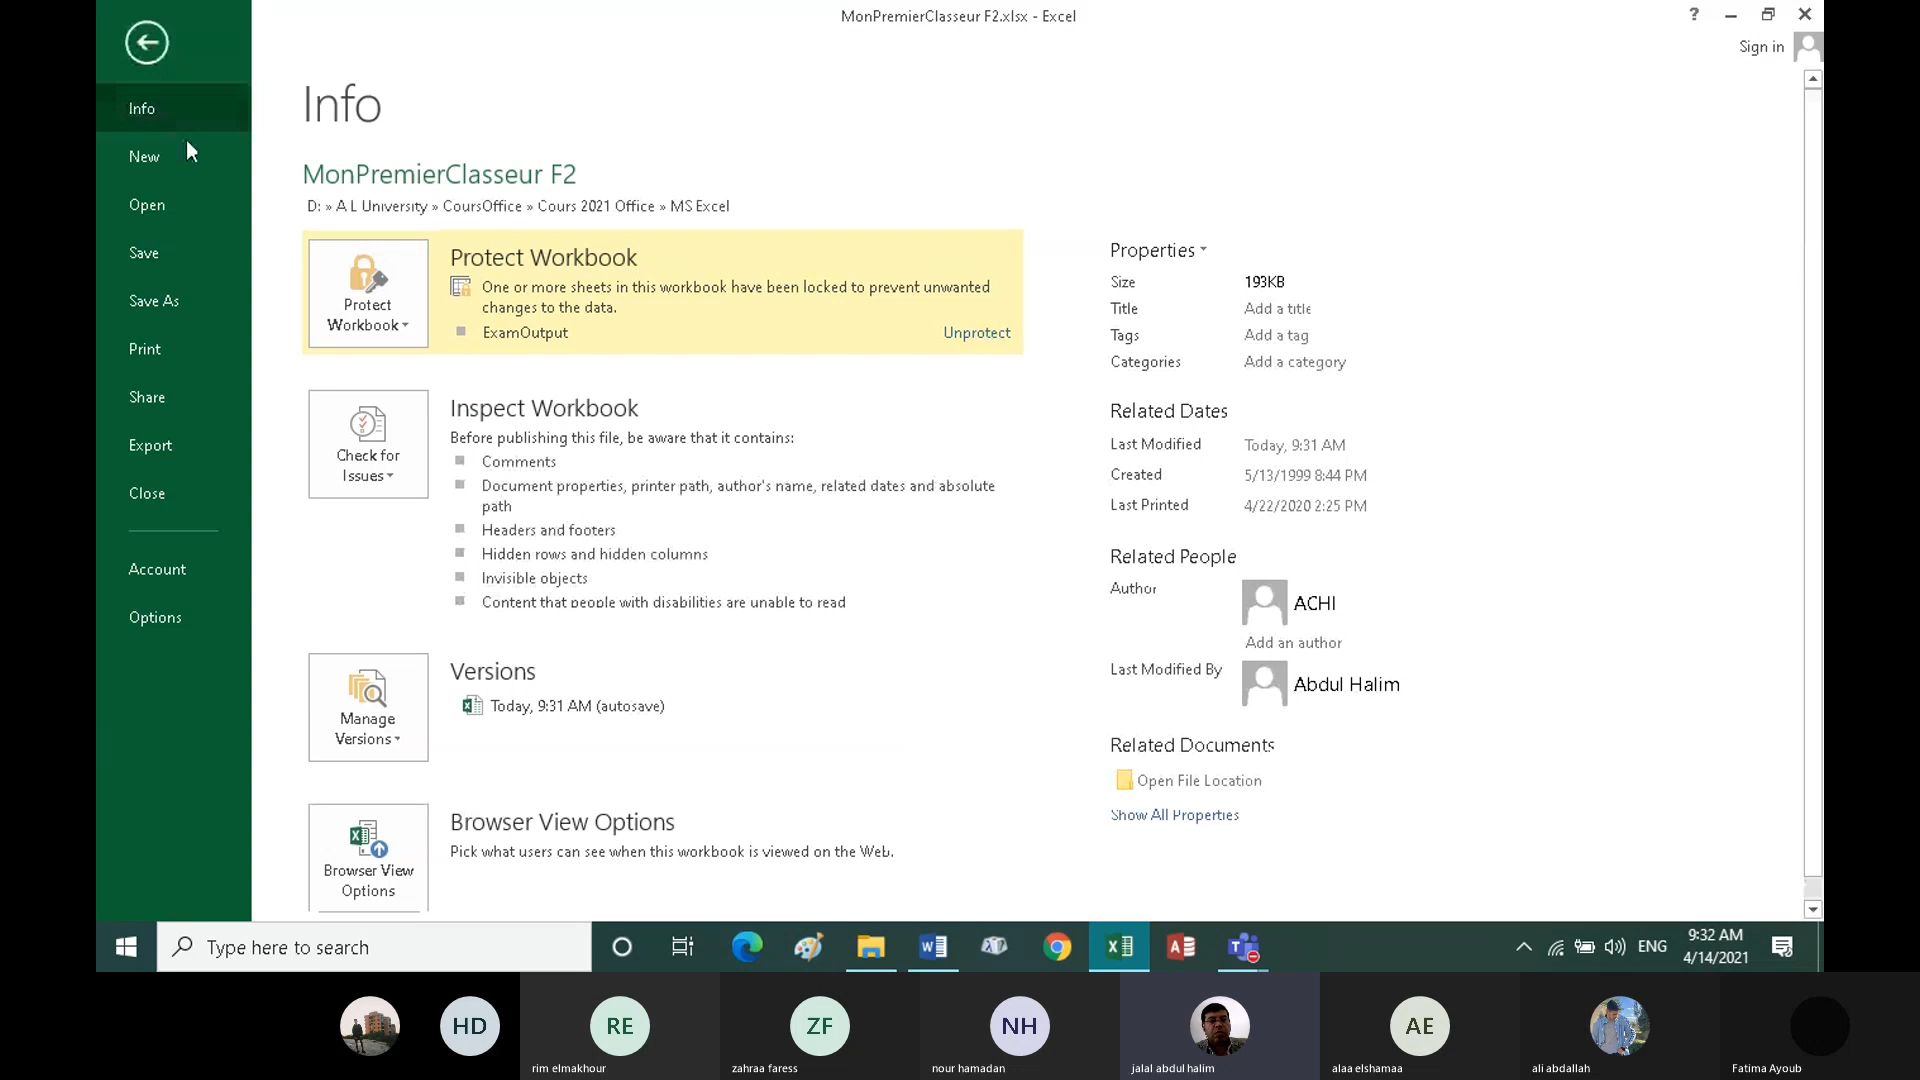 MonPremierClasseur F2.xlsx - Excel
?
Sign in
Info
New
Open
Save
Save As
Print
Share
Export
Close
Account
Options
Info
MonPremierClasseur F2
D: » A L University » CoursOffice » Cours 2021 Office » MS Excel
Protect
Workbook
Protect Workbook
One or more sheets in this workbook have been locked to prevent unwanted
changes to the data.
ExamOutput
Unprotect
Check for
Issues
Inspect Workbook
Before publishing this file, be aware that it contains:
Comments
Document properties, printer path, author's name, related dates and absolute
path
Headers and footers
Hidden rows and hidden columns
Invisible objects
Content that people with disabilities are unable to read
Manage
Versions
Versions
Today, 9:31 AM (autosave)
Browser View
Options
Browser View Options
Pick what users can see when this workbook is viewed on the Web.
Properties
Size 193KB
Title Add a title
Tags Add a tag
Categories Add a category
Related Dates
Last Modified Today, 9:31 AM
Created 5/13/1999 8:44 PM
Last Printed 4/22/2020 2:25 PM
Related People
Author ACHI
Add an author
Last Modified By Abdul Halim
Related Documents
Open File Location
Show All Properties
Type here to search
ENG
9:32 AM
4/14/2021
HD
RE
ZF
NH
AE
rim elmakhour
zahraa faress
nour hamadan
jalal abdul halim
alaa elshamaa
ali abdallah
Fatima Ayoub